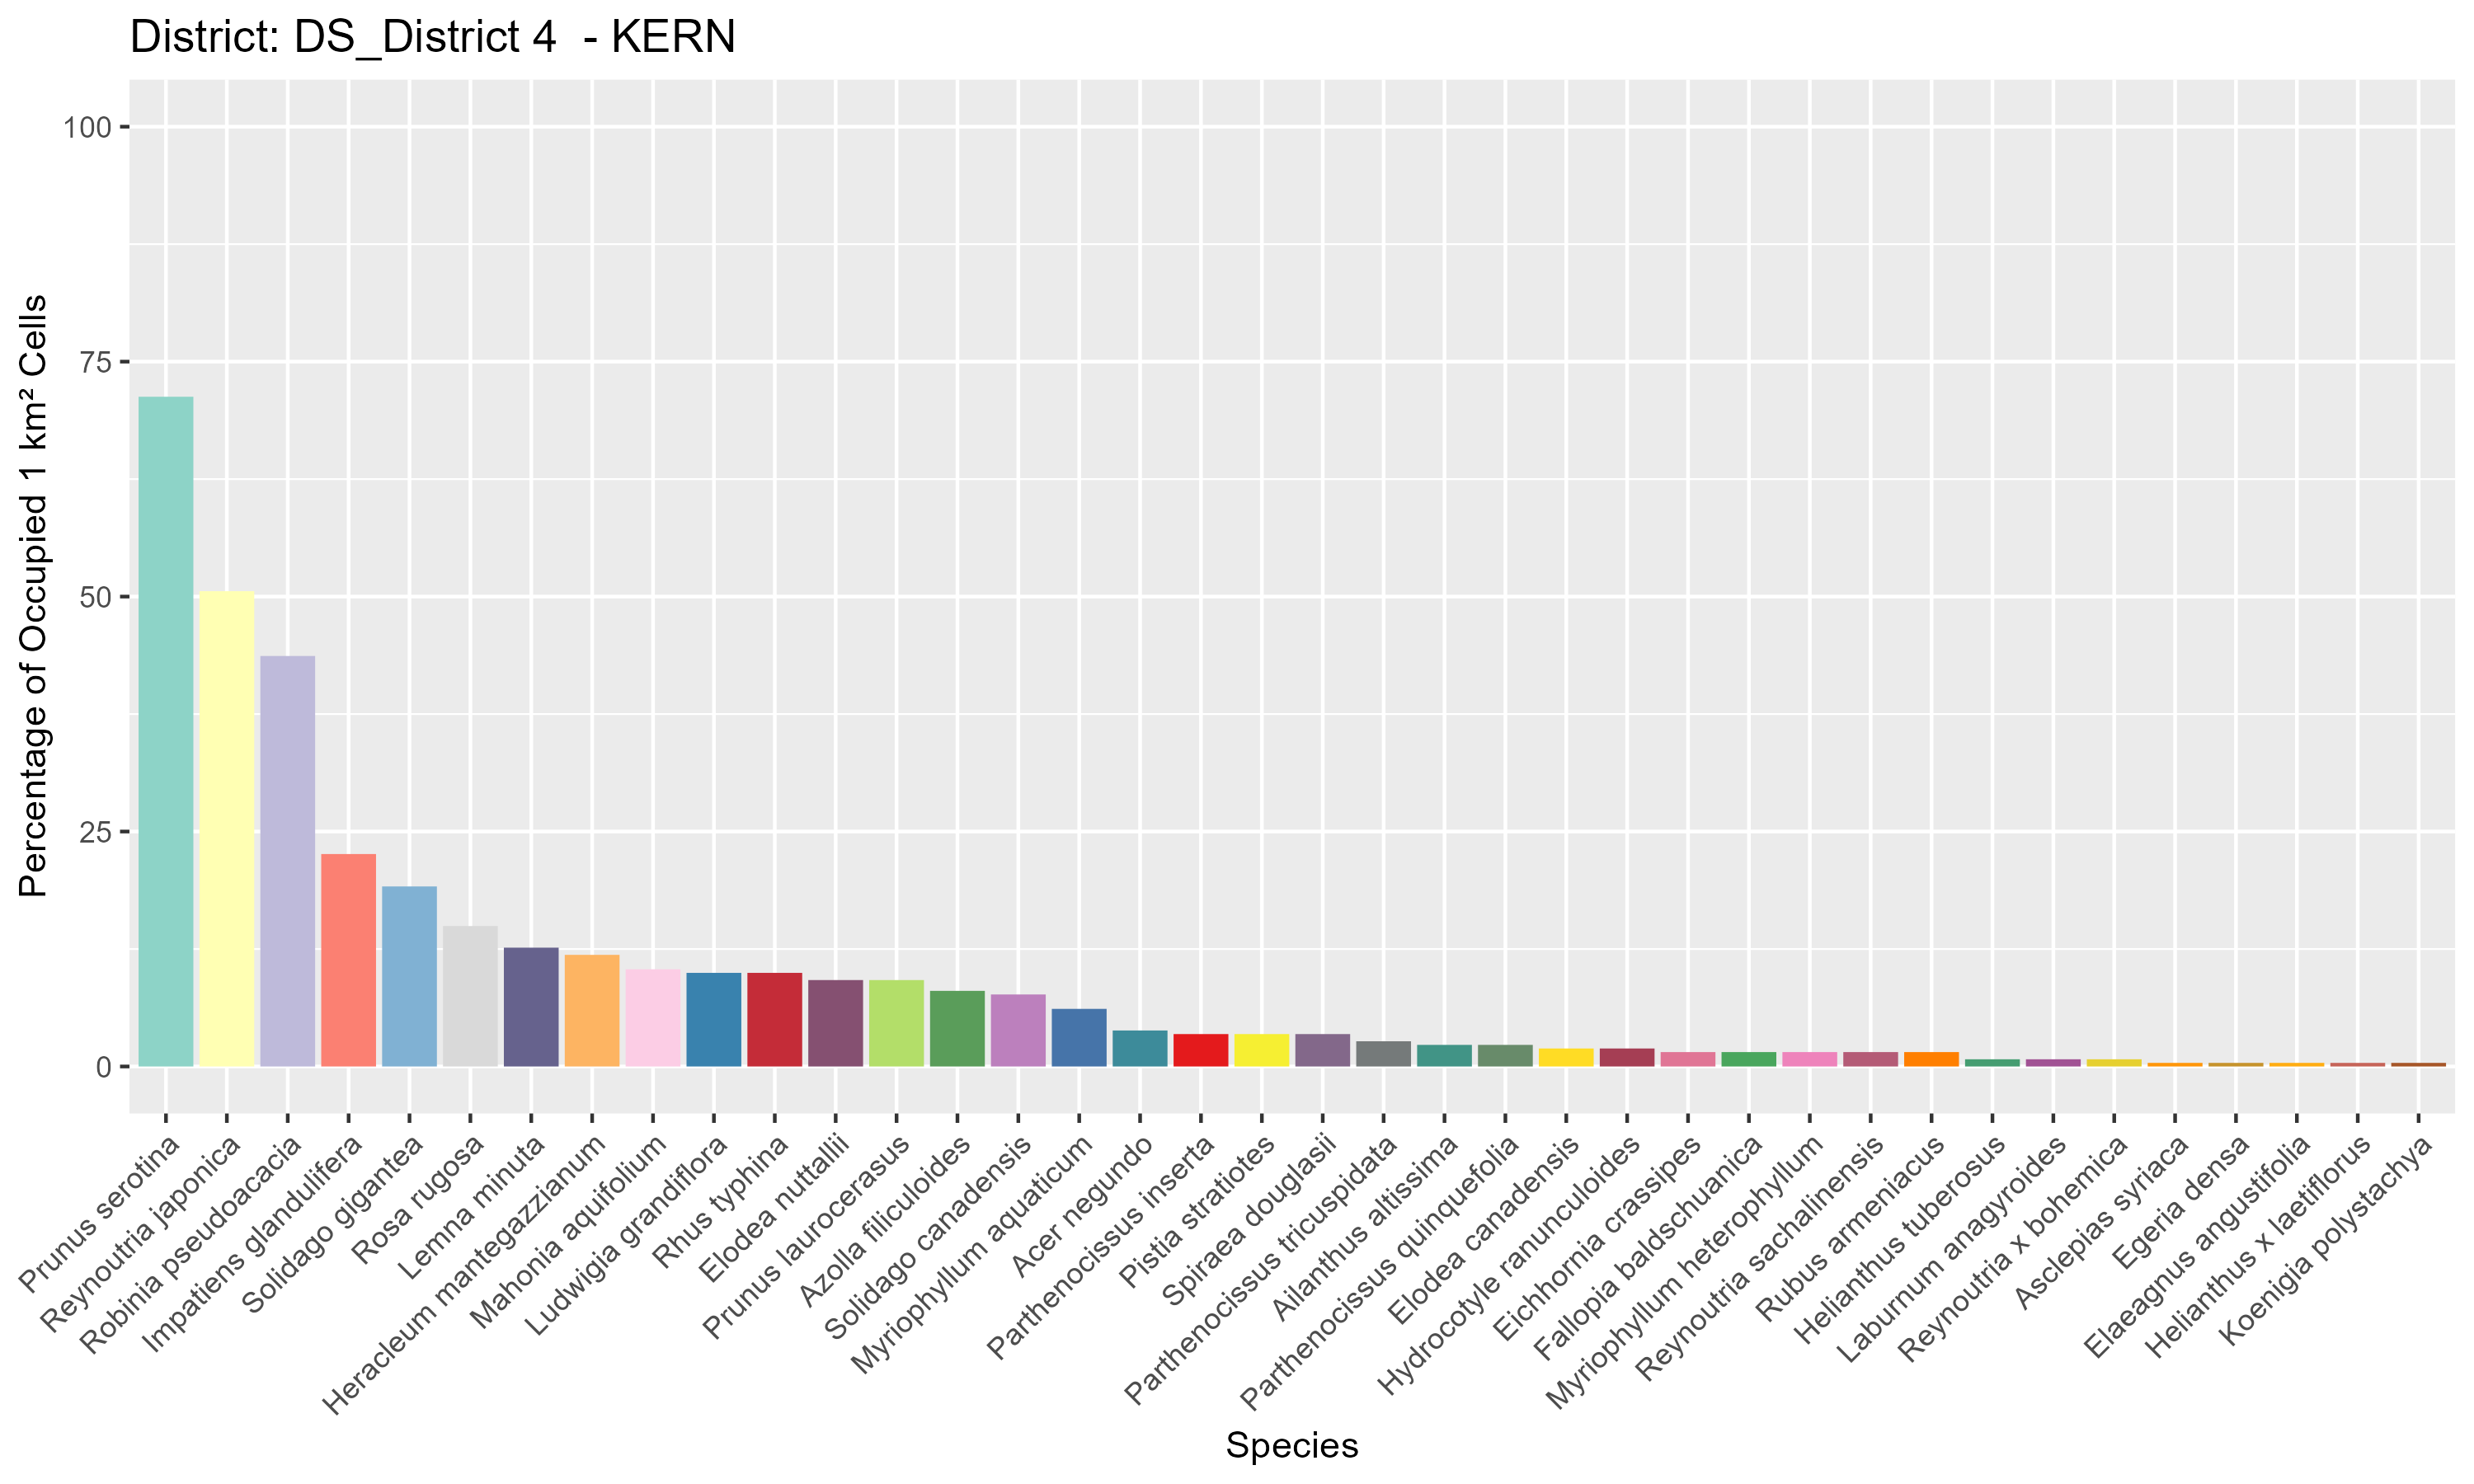 District: DS_District 4  - KERN
Percentage of Occupied 1 km² Cells
100
75
50
25
0
Prunus serotina
Reynoutria japonica
Robinia pseudoacacia
Impatiens glandulifera
Solidago gigantea
Rosa rugosa
Lemna minuta
Heracleum mantegazzianum
Mahonia aquifolium
Ludwigia grandiflora
Rhus typhina
Elodea nuttallii
Prunus laurocerasus
Azolla filiculoides
Solidago canadensis
Myriophyllum aquaticum
Acer negundo
Parthenocissus inserta
Pistia stratiotes
Spiraea douglasii
Parthenocissus tricuspidata
Ailanthus altissima
Parthenocissus quinquefolia
Elodea canadensis
Hydrocotyle ranunculoides
Eichhornia crassipes
Fallopia baldschuanica
Myriophyllum heterophyllum
Reynoutria sachalinensis
Rubus armeniacus
Helianthus tuberosus
Laburnum anagyroides
Reynoutria x bohemica
Asclepias syriaca
Egeria densa
Elaeagnus angustifolia
Helianthus x laetiflorus
Koenigia polystachya
Species